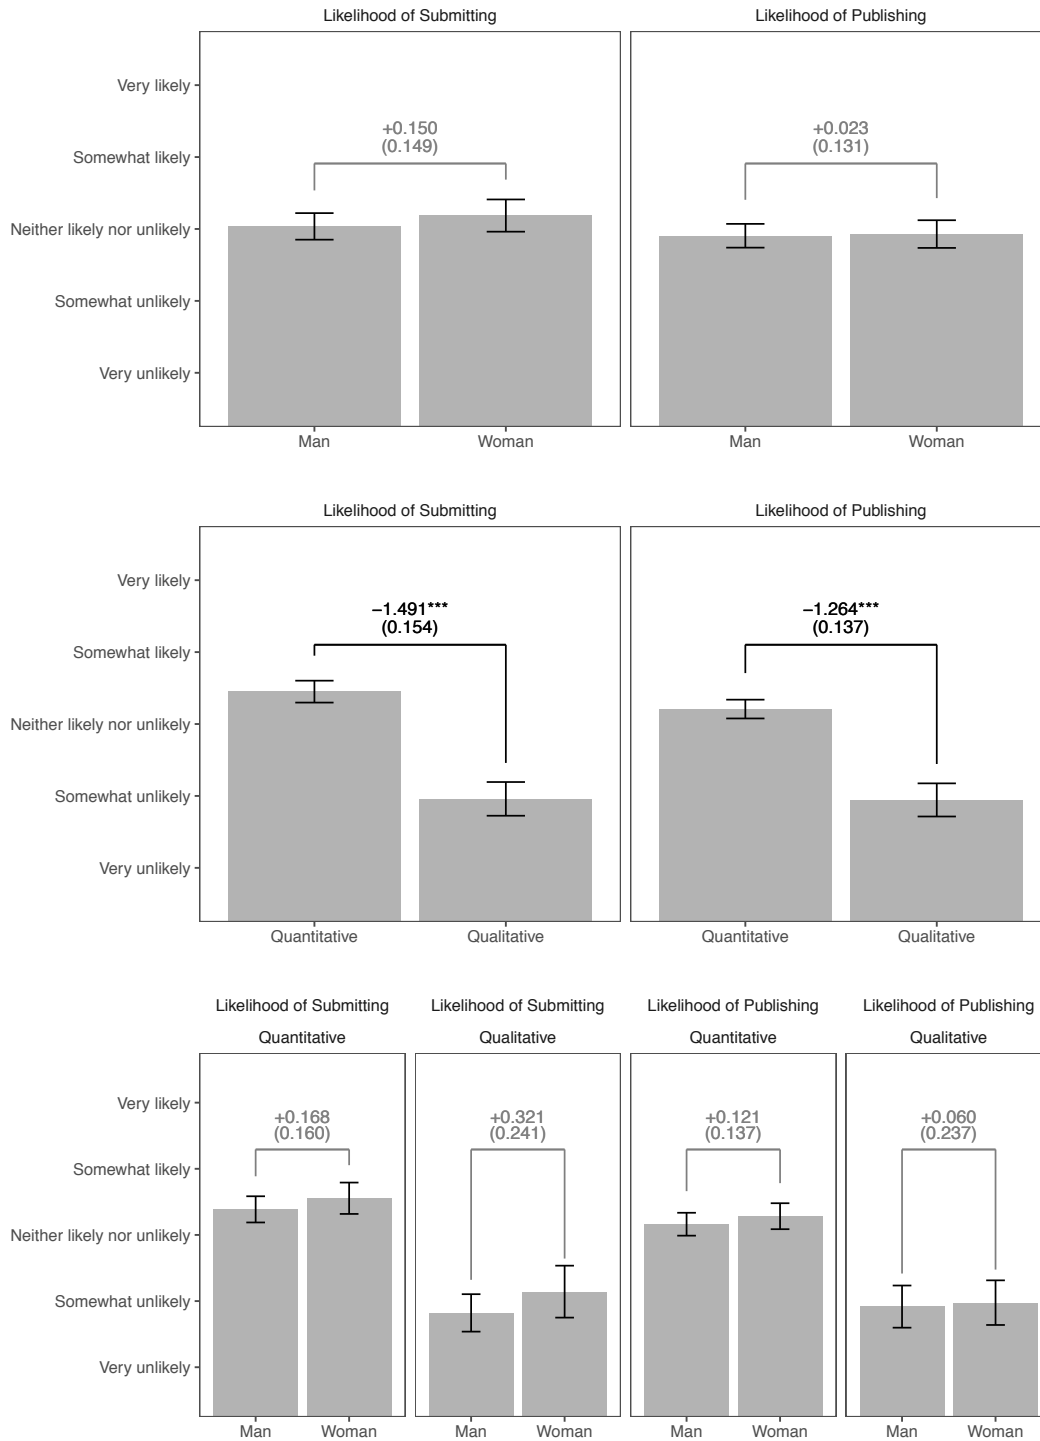 Likelihood of Submitting
Likelihood of Publishing
Very likely
Somewhat likely
Neither likely nor unlikely
Somewhat unlikely
Very unlikely
+0.150
(0.149)
+0.023
(0.131)
Man
Woman
Man
Woman
Likelihood of Submitting
Likelihood of Publishing
Very likely
Somewhat likely
Neither likely nor unlikely
Somewhat unlikely
Very unlikely
−1.491***
(0.154)
−1.264***
(0.137)
Quantitative
Qualitative
Quantitative
Qualitative
Likelihood of Submitting
Likelihood of Submitting
Likelihood of Publishing
Likelihood of Publishing
Quantitative
Qualitative
Quantitative
Qualitative
Very likely
Somewhat likely
Neither likely nor unlikely
Somewhat unlikely
Very unlikely
+0.168
(0.160)
+0.321
(0.241)
+0.121
(0.137)
+0.060
(0.237)
Man
Woman
Man
Woman
Man
Woman
Man
Woman